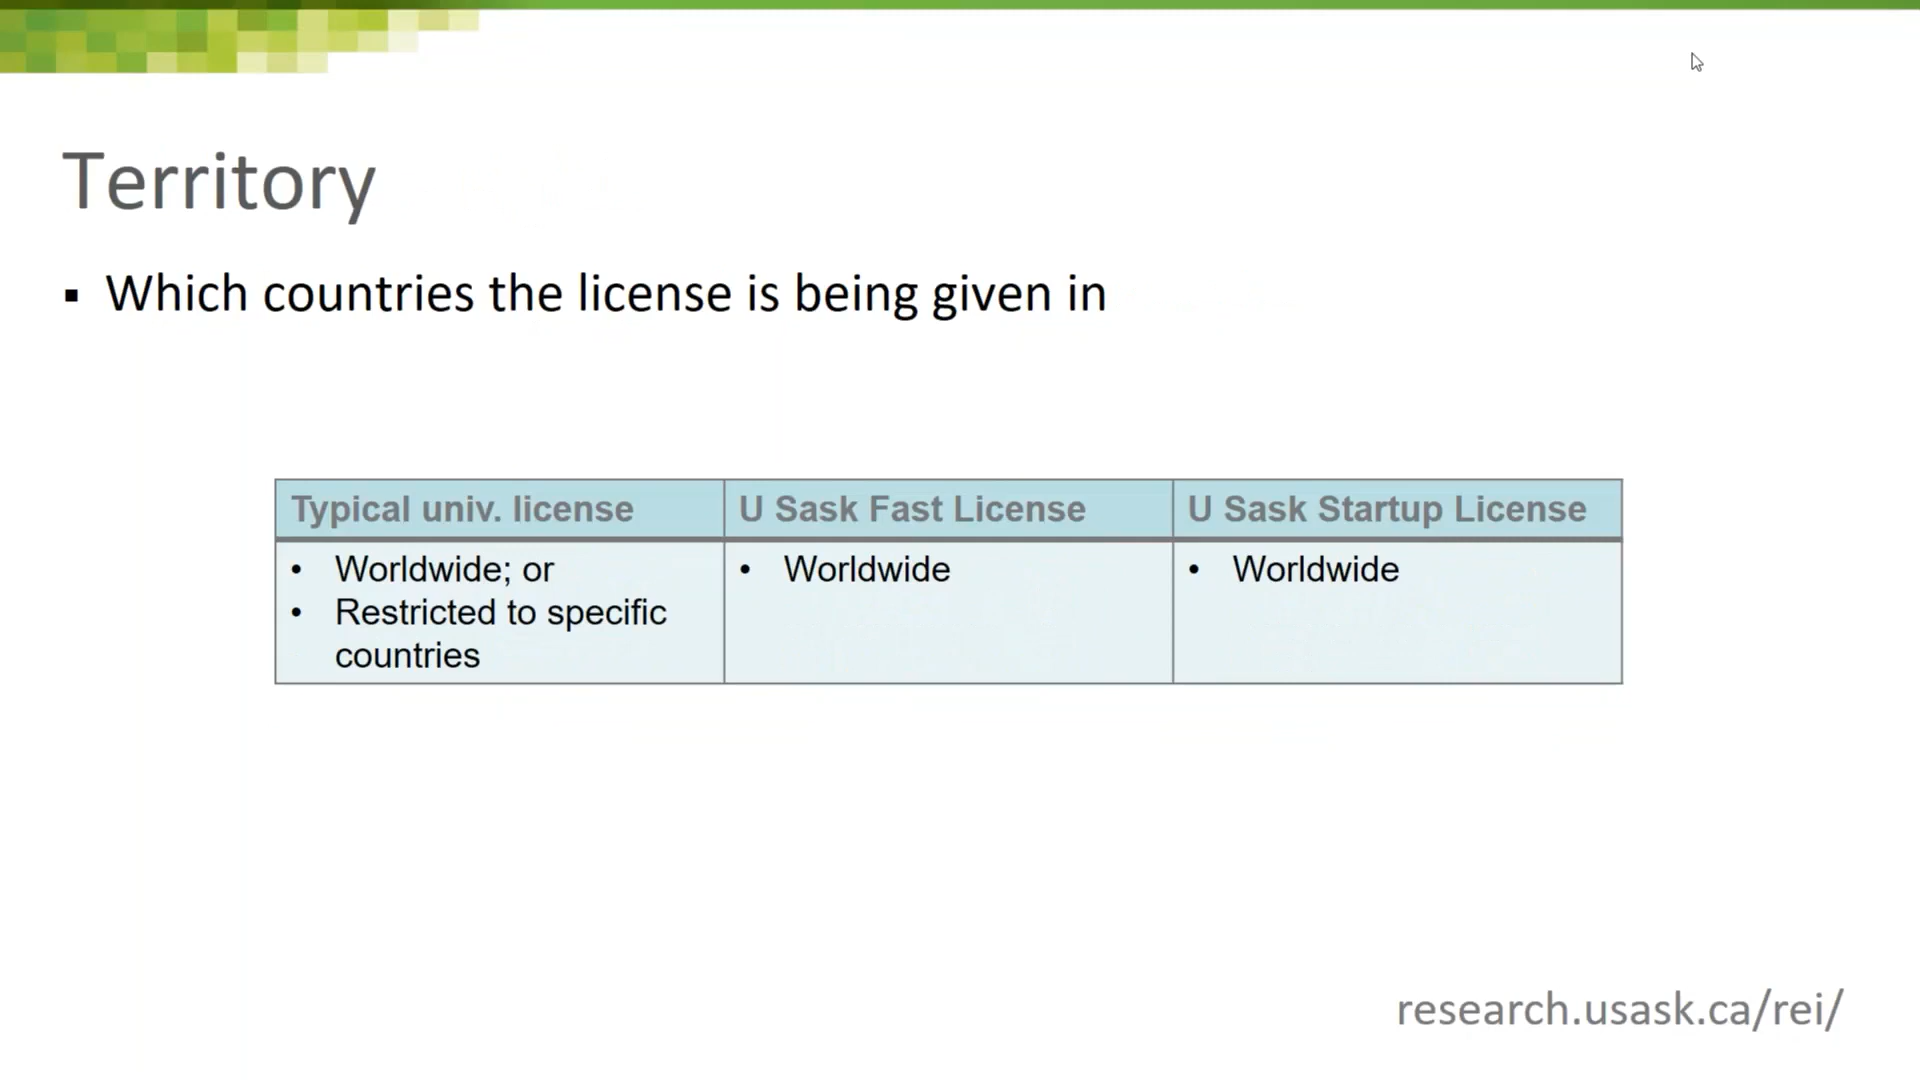 Territory
▪ Which countries the license is being given in
Typical univ. license
U Sask Fast License
U Sask Startup License
• Worldwide; or
• Restricted to specific
countries
• Worldwide
• Worldwide
research.usask.ca/rei/